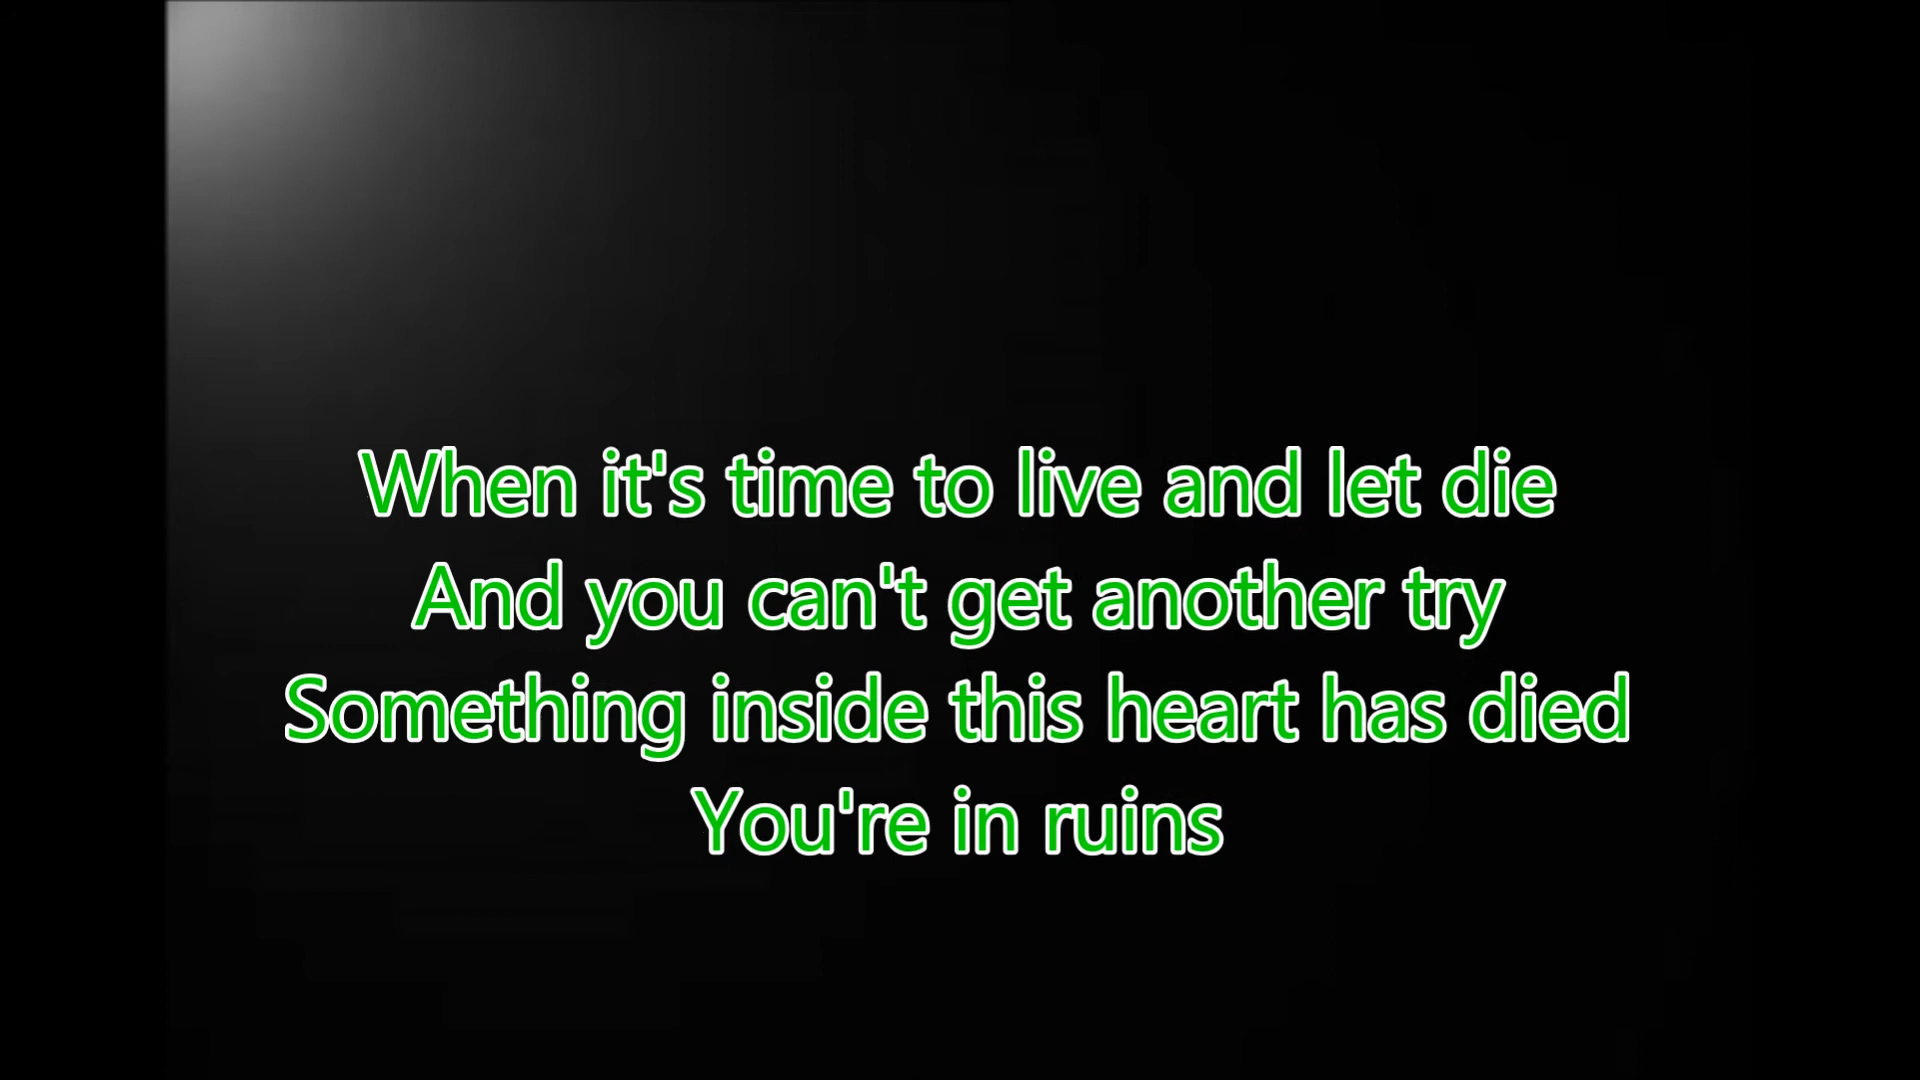 When it's time to live and let die
And you can't get another try
Something inside this heart has died
You're in ruins